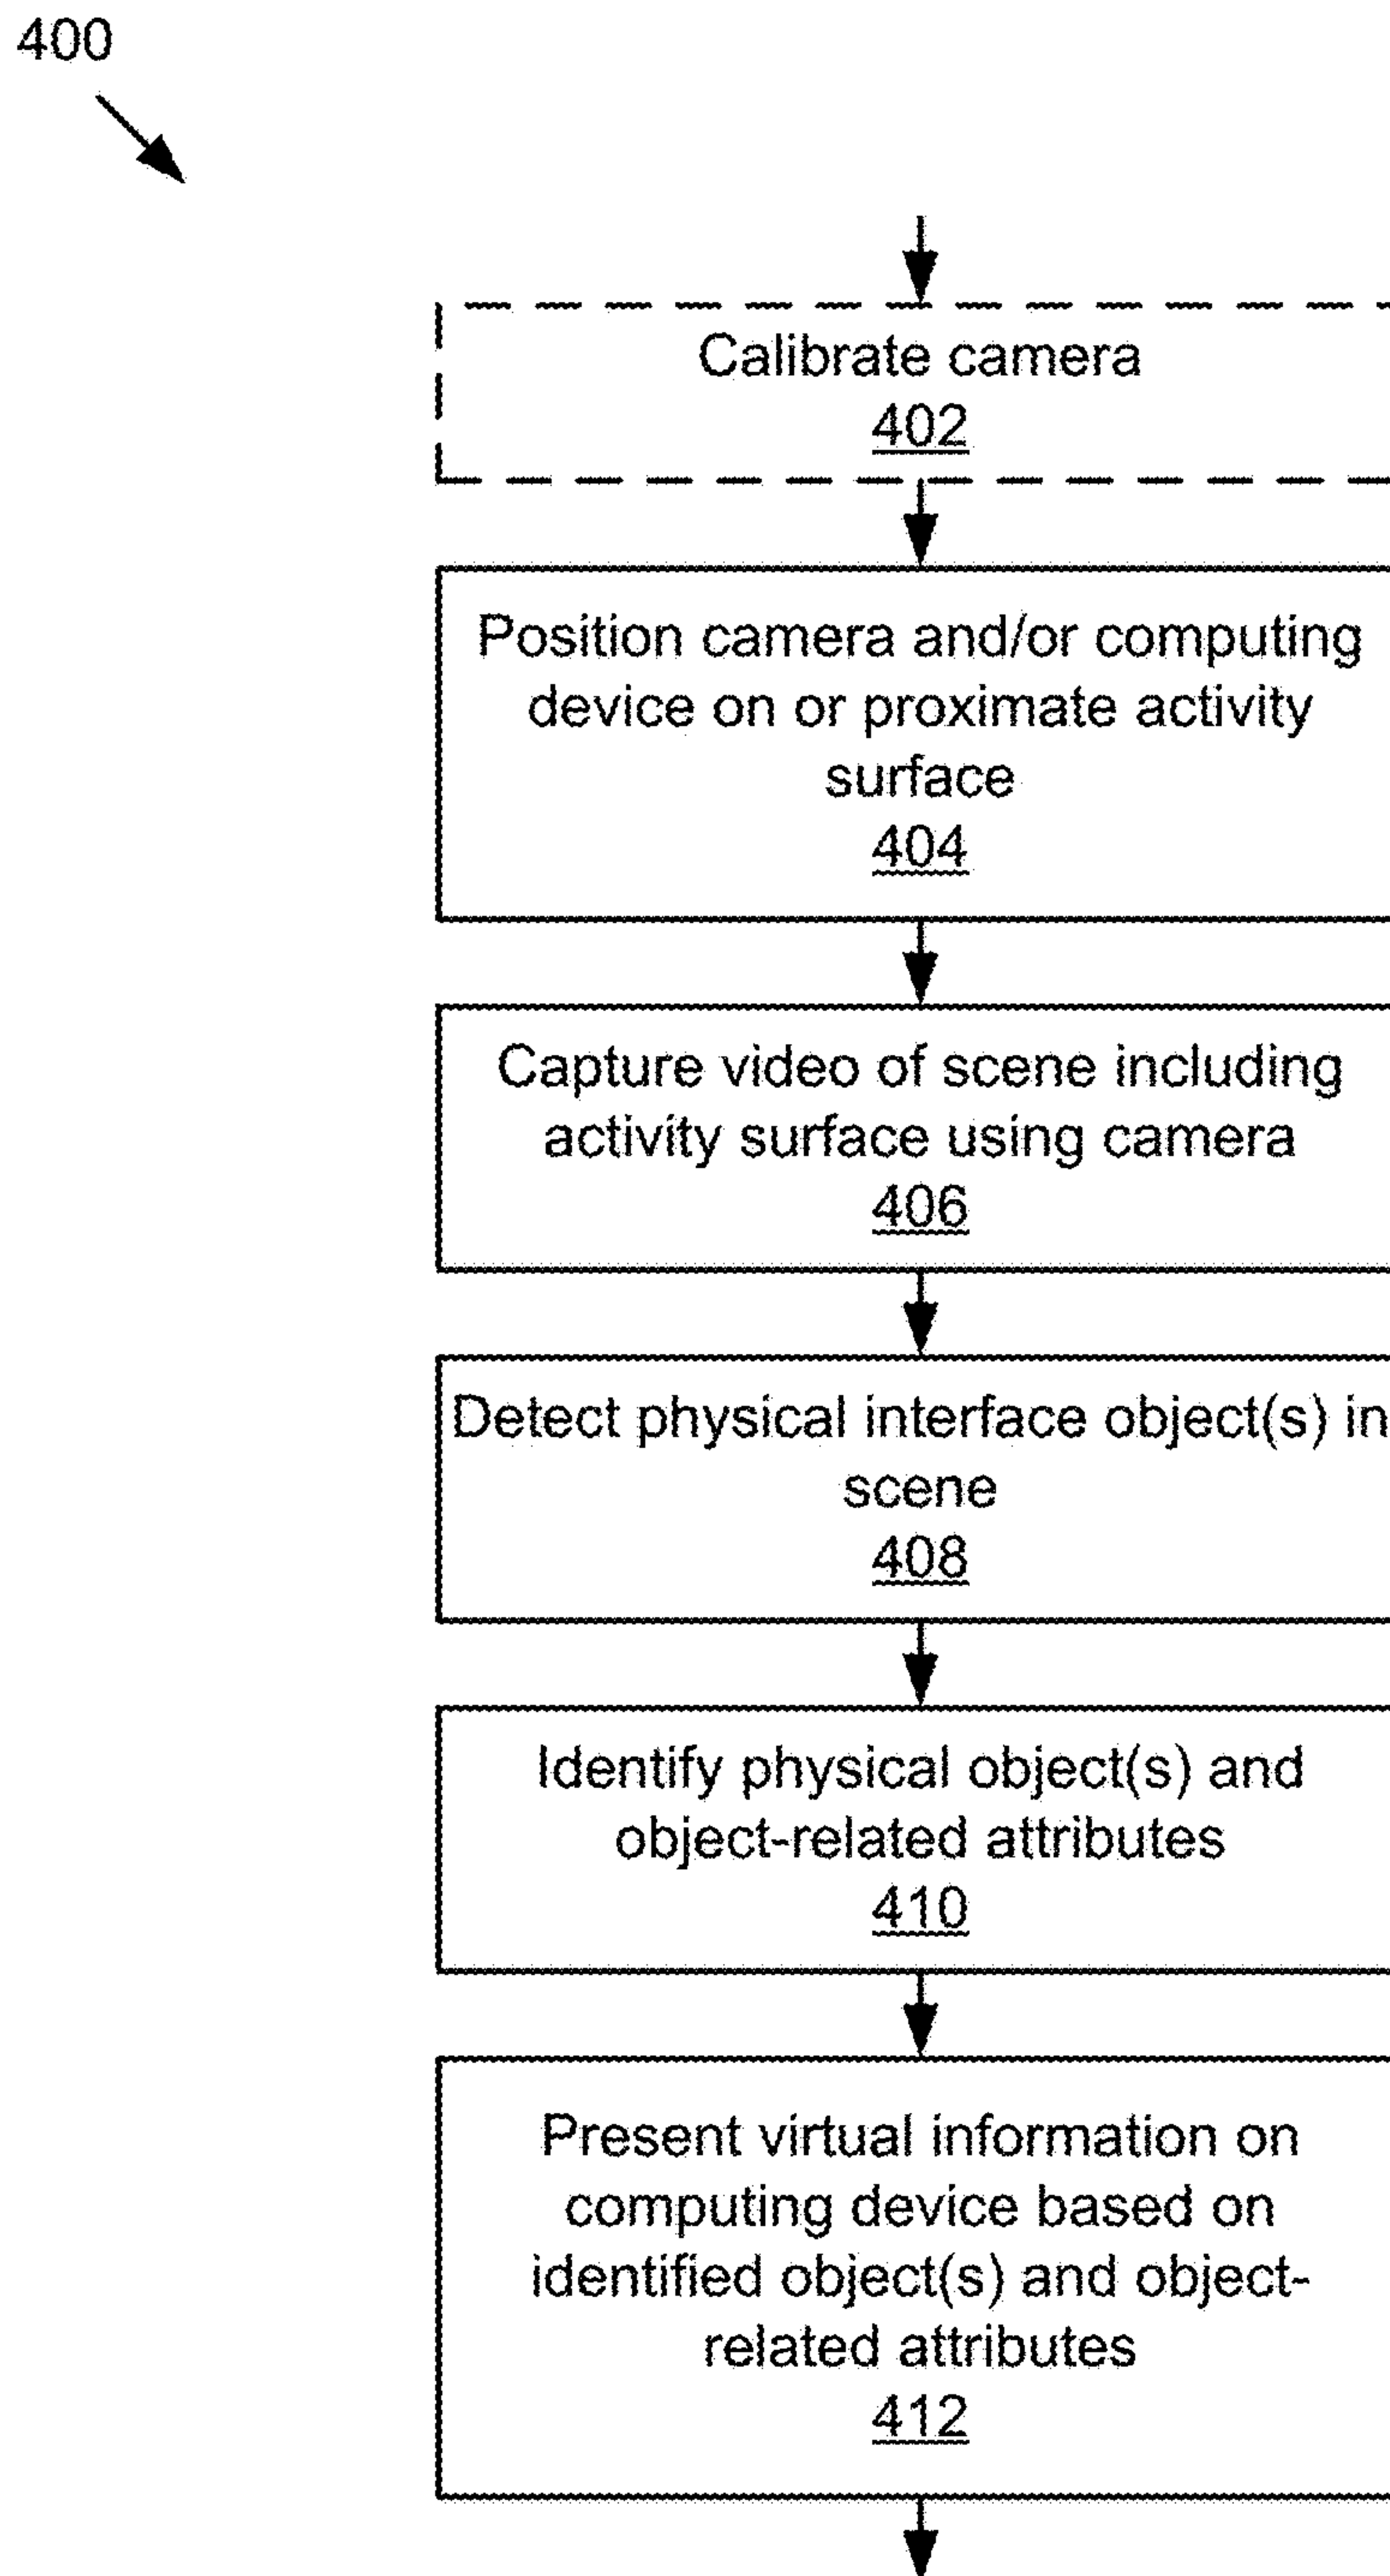 400
Calibrate camera
402
Position camera and/or computing
device on or proximate activity
surface
404
Capture video of scene including
activity surface using camera
406
Detect physical interface object(s) in
scene
408
Identify physical object(s) and
object-related attributes
410
Present virtual information on
computing device based on
identified object(s) and object-
related attributes
412